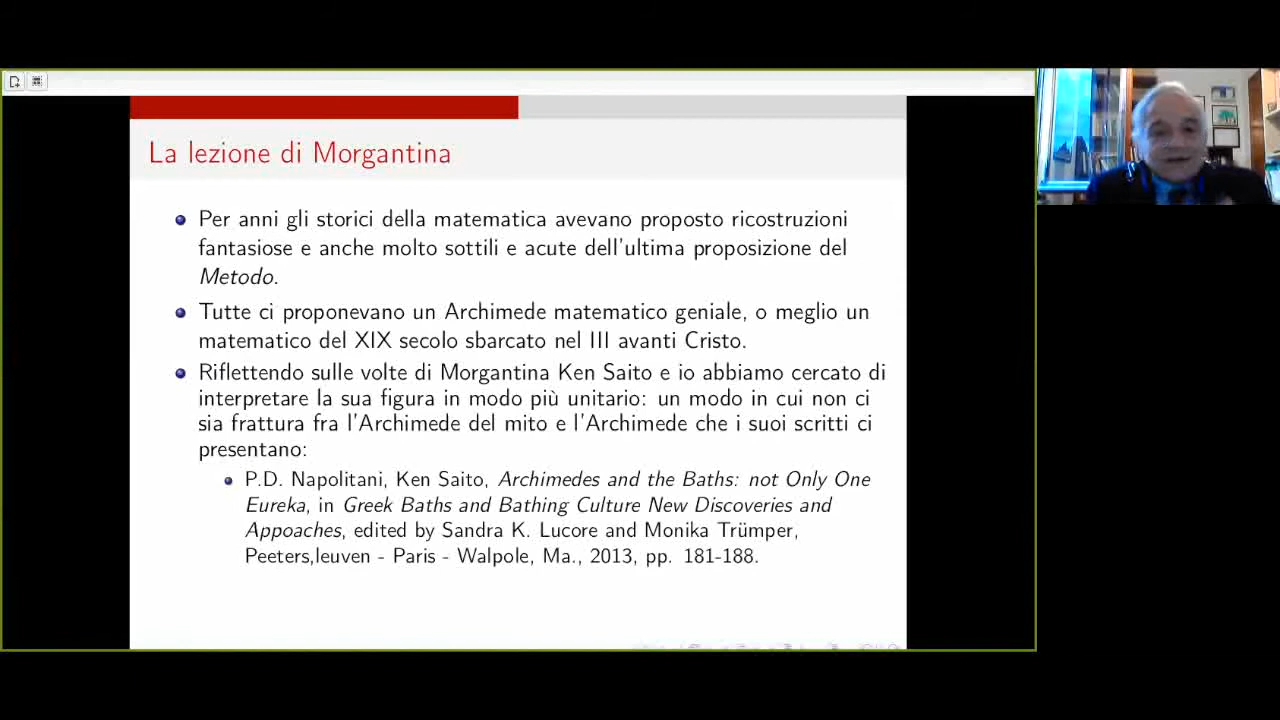 La lezione di Morgantina
Per anni gli storici della matematica avevano proposto ricostruzioni
fantasiose e anche molto sottili e acute dell'ultima proposizione del
Metodo.
Tutte ci proponevano un Archimede matematico geniale, o meglio un
matematico del XIX secolo sbarcato nel III avanti Cristo.
Riflettendo sulle volte di Morgantina Ken Saito e io abbiamo cercato di
interpretare la sua figura in modo più unitario: un modo in cui non ci
sia frattura fra l'Archimede del mito e l'Archimede che i suoi scritti ci
presentano:
P.D. Napolitani, Ken Saito, Archimedes and the Baths: not Only One
Eureka, in Greek Baths and Bathing Culture New Discoveries and
Appoaches, edited by Sandra K. Lucore and Monika Trümper,
Peeters,leuven - Paris - Walpole, Ma., 2013, pp. 181-188.